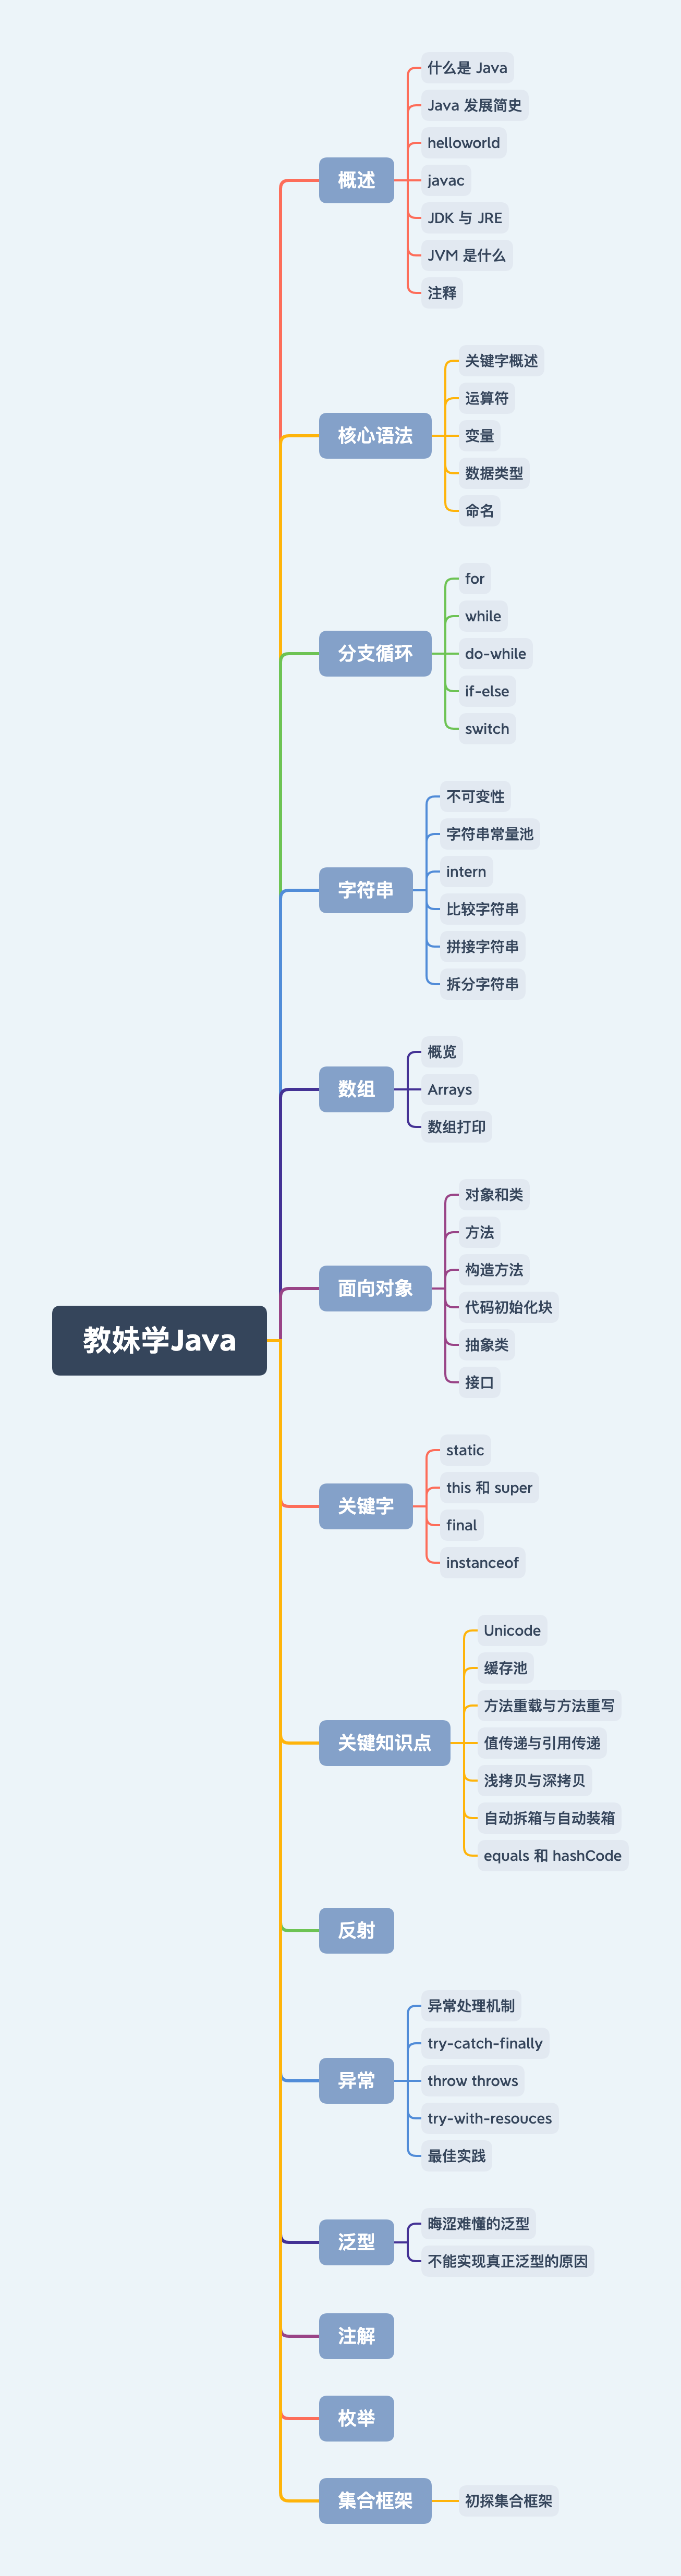 教妹学Java
概述
什么是 Java
Java 发展简史
helloworld
javac
JDK 与 JRE
JVM 是什么
注释
核心语法
关键字概述
运算符
变量
数据类型
命名
分支循环
for
while
do-while
if-else
switch
字符串
不可变性
字符串常量池
intern
比较字符串
拼接字符串
拆分字符串
数组
概览
Arrays
数组打印
面向对象
对象和类
方法
构造方法
代码初始化块
抽象类
接口
关键字
static
this 和 super
final
instanceof
关键知识点
Unicode
缓存池
方法重载与方法重写
值传递与引用传递
浅拷贝与深拷贝
自动拆箱与自动装箱
equals 和 hashCode
反射
异常
异常处理机制
try-catch-finally
throw throws
try-with-resouces
最佳实践
泛型
晦涩难懂的泛型
不能实现真正泛型的原因
注解
枚举
集合框架
初探集合框架